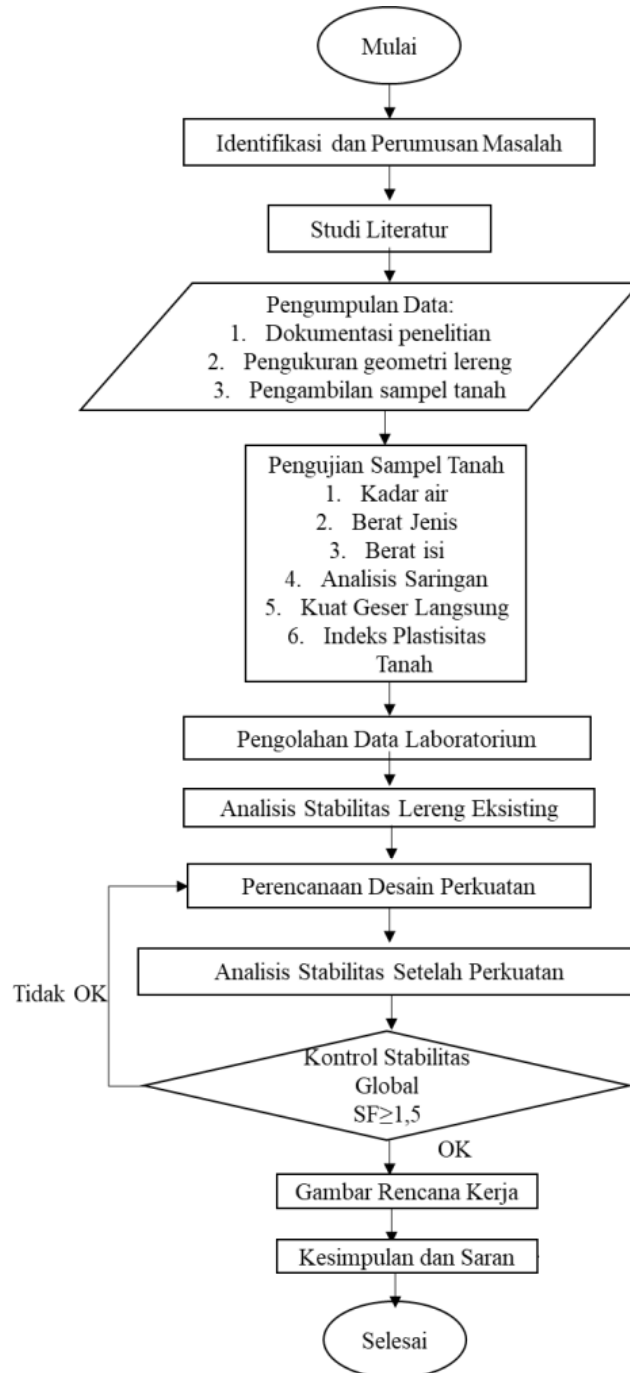 Mulai
Identifikasi dan Perumusan Masalah
Studi Literatur
Pengumpulan Data:
1. Dokumentasi penelitian
2. Pengukuran geometri lereng
3. Pengambilan sampel tanah
Pengujian Sampel Tanah
1. Kadar air
2. Berat Jenis
3. Berat isi
4. Analisis Saringan
5. Kuat Geser Langsung
6. Indeks Plastisitas
Tanah
Pengolahan Data Laboratorium
Analisis Stabilitas Lereng Eksisting
Perencanaan Desain Perkuatan
Analisis Stabilitas Setelah Perkuatan
Tidak OK
Kontrol Stabilitas
Global
SF≥1,5
OK
Gambar Rencana Kerja
Kesimpulan dan Saran
Selesai